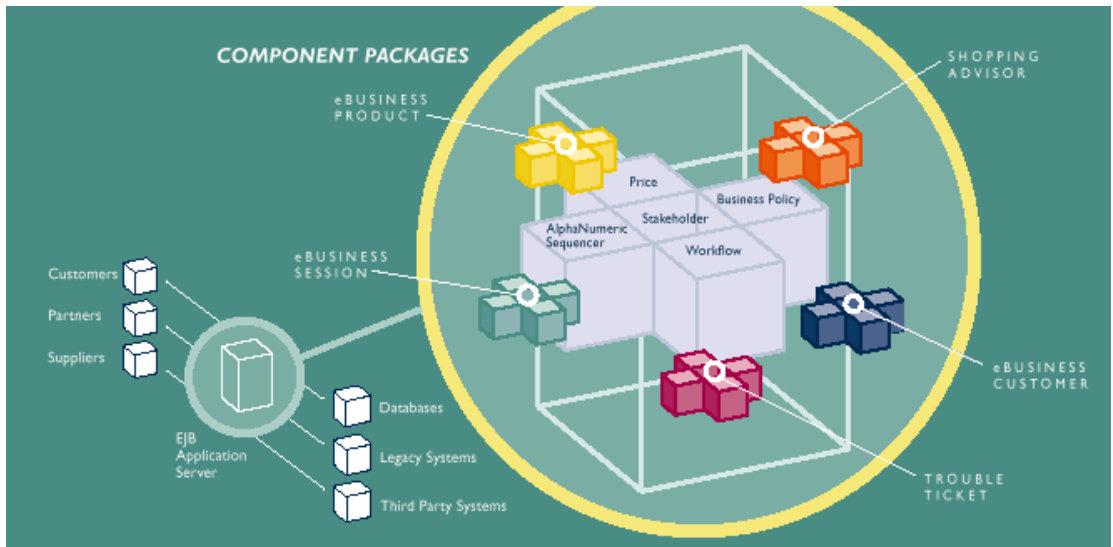 COMPONENT PACKAGES
eBUSINESS
PRODUCT
SHOPPING
ADVISOR
Price
Business Policy
Stakeholder
AlphaNumeric
Sequencer
Workflow
eBUSINESS
SESSION
Customers
Partners
Suppliers
EJB
Application
Server
Databases
Legacy Systems
Third Party Systems
eBUSINESS
CUSTOMER
TROUBLE
TICKET